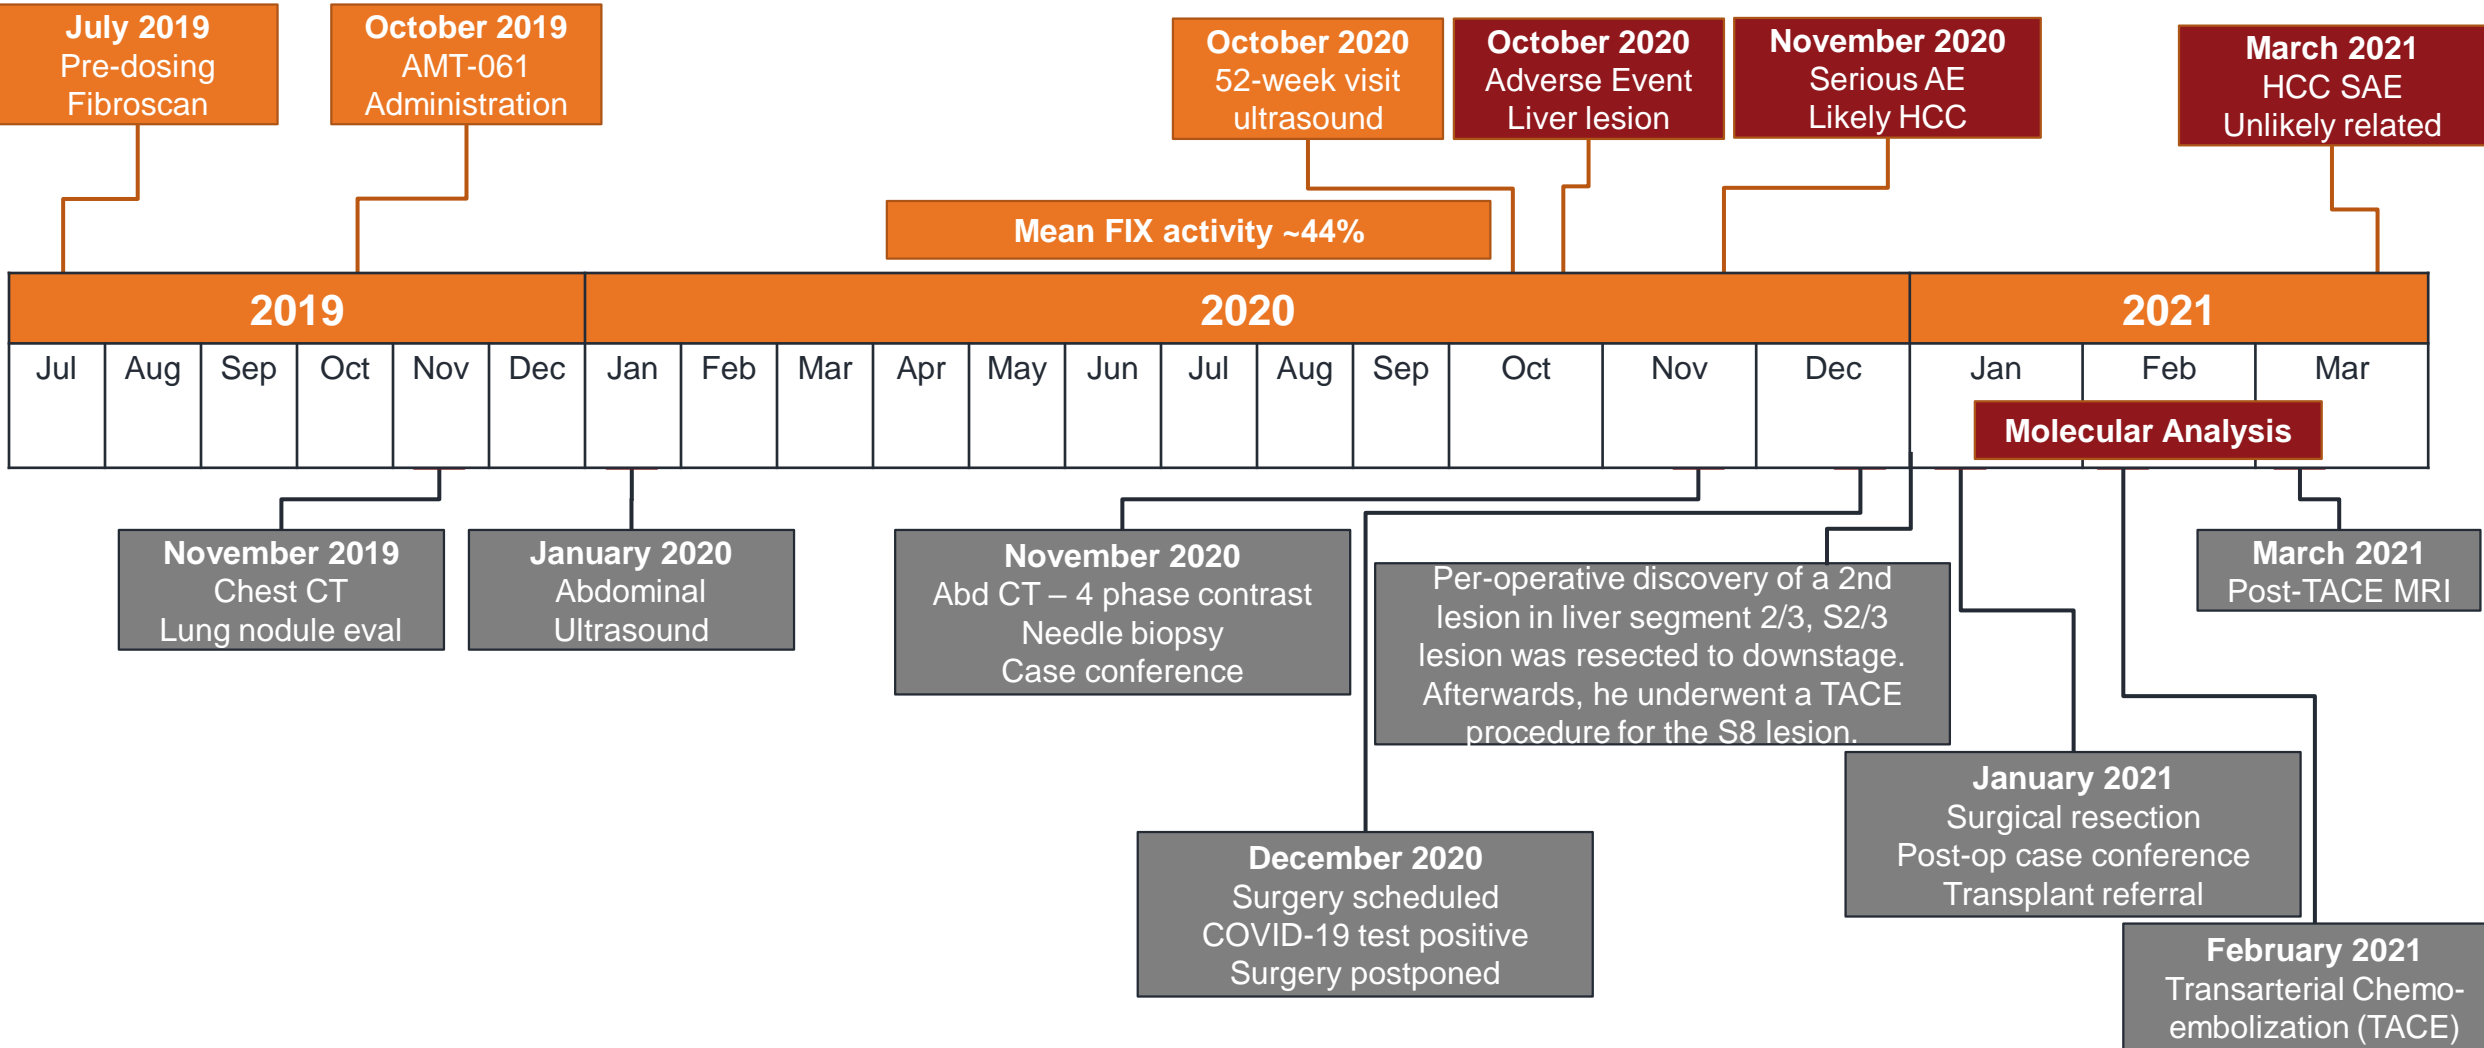 July 2019
Pre-dosing
Fibroscan
October 2019
AMT-061
Administration
October 2020
52-week visit
ultrasound
October 2020
Adverse Event
Liver lesion
November 2020
Serious AE
Likely HCC
March 2021
HCC SAE
Unlikely related
Mean FIX activity ~44%
2019
2020
2021
Jul
Aug
Sep
Oct
Nov
Dec
Jan
Feb
Mar
Apr
May
Jun
Jul
Aug
Sep
Oct
Nov
Dec
Jan
Feb
Mar
Molecular Analysis
November 2019
Chest CT
Lung nodule eval
January 2020
Abdominal
Ultrasound
November 2020
Abd CT – 4 phase contrast
Needle biopsy
Case conference
Per-operative discovery of a 2nd
lesion in liver segment 2/3, S2/3
lesion was resected to downstage.
Afterwards, he underwent a TACE
procedure for the S8 lesion.
March 2021
Post-TACE MRI
December 2020
Surgery scheduled
COVID-19 test positive
Surgery postponed
January 2021
Surgical resection
Post-op case conference
Transplant referral
February 2021
Transarterial Chemo-
embolization (TACE)